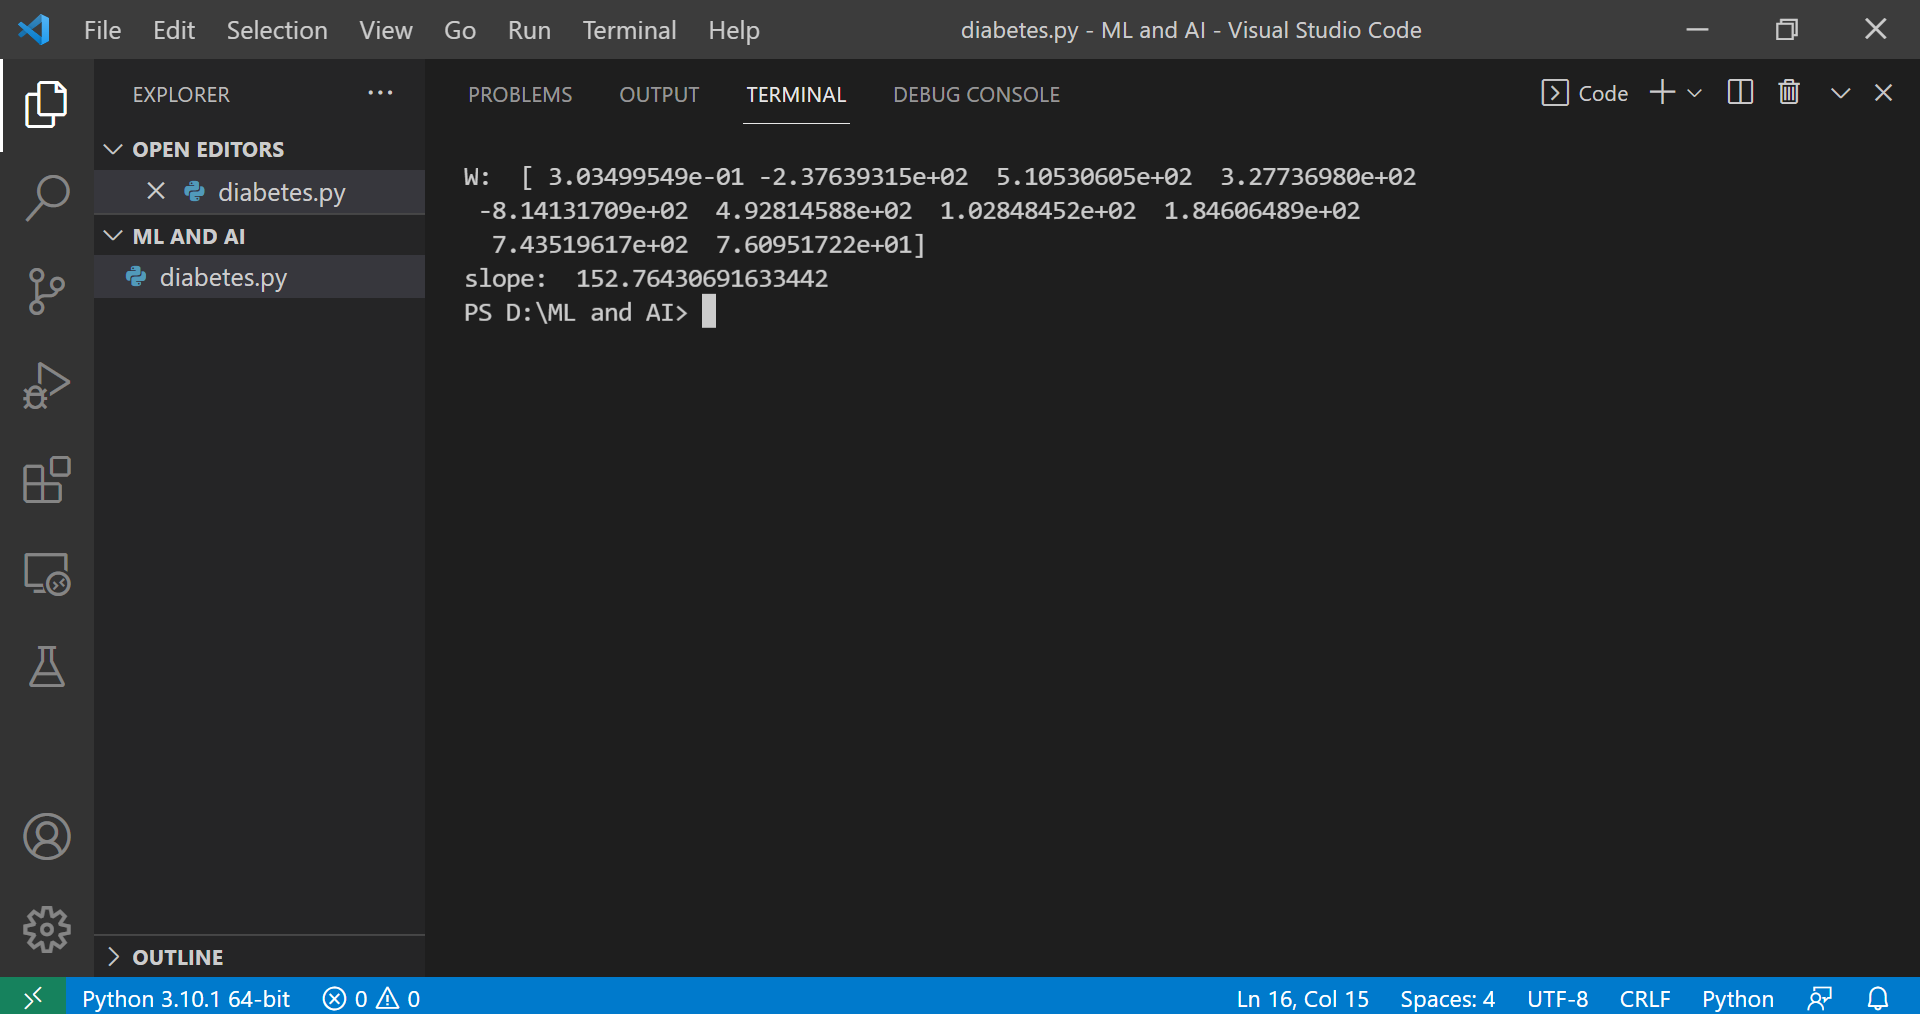 File Edit Selection View Go Run Terminal Help diabetes.py - ML and AI - Visual Studio Code
EXPLORER ···
OPEN EDITORS
diabetes.py
ML AND AI
diabetes.py
OUTLINE
PROBLEMS OUTPUT TERMINAL DEBUG CONSOLE Code
W:  [ 3.03499549e-01 -2.37639315e+02  5.10530605e+02  3.27736980e+02
 -8.14131709e+02  4.92814588e+02  1.02848452e+02  1.84606489e+02
  7.43519617e+02  7.60951722e+01]
slope:  152.76430691633442
PS D:\ML and AI>
Python 3.10.1 64-bit 0 0 Ln 16, Col 15 Spaces: 4 UTF-8 CRLF Python